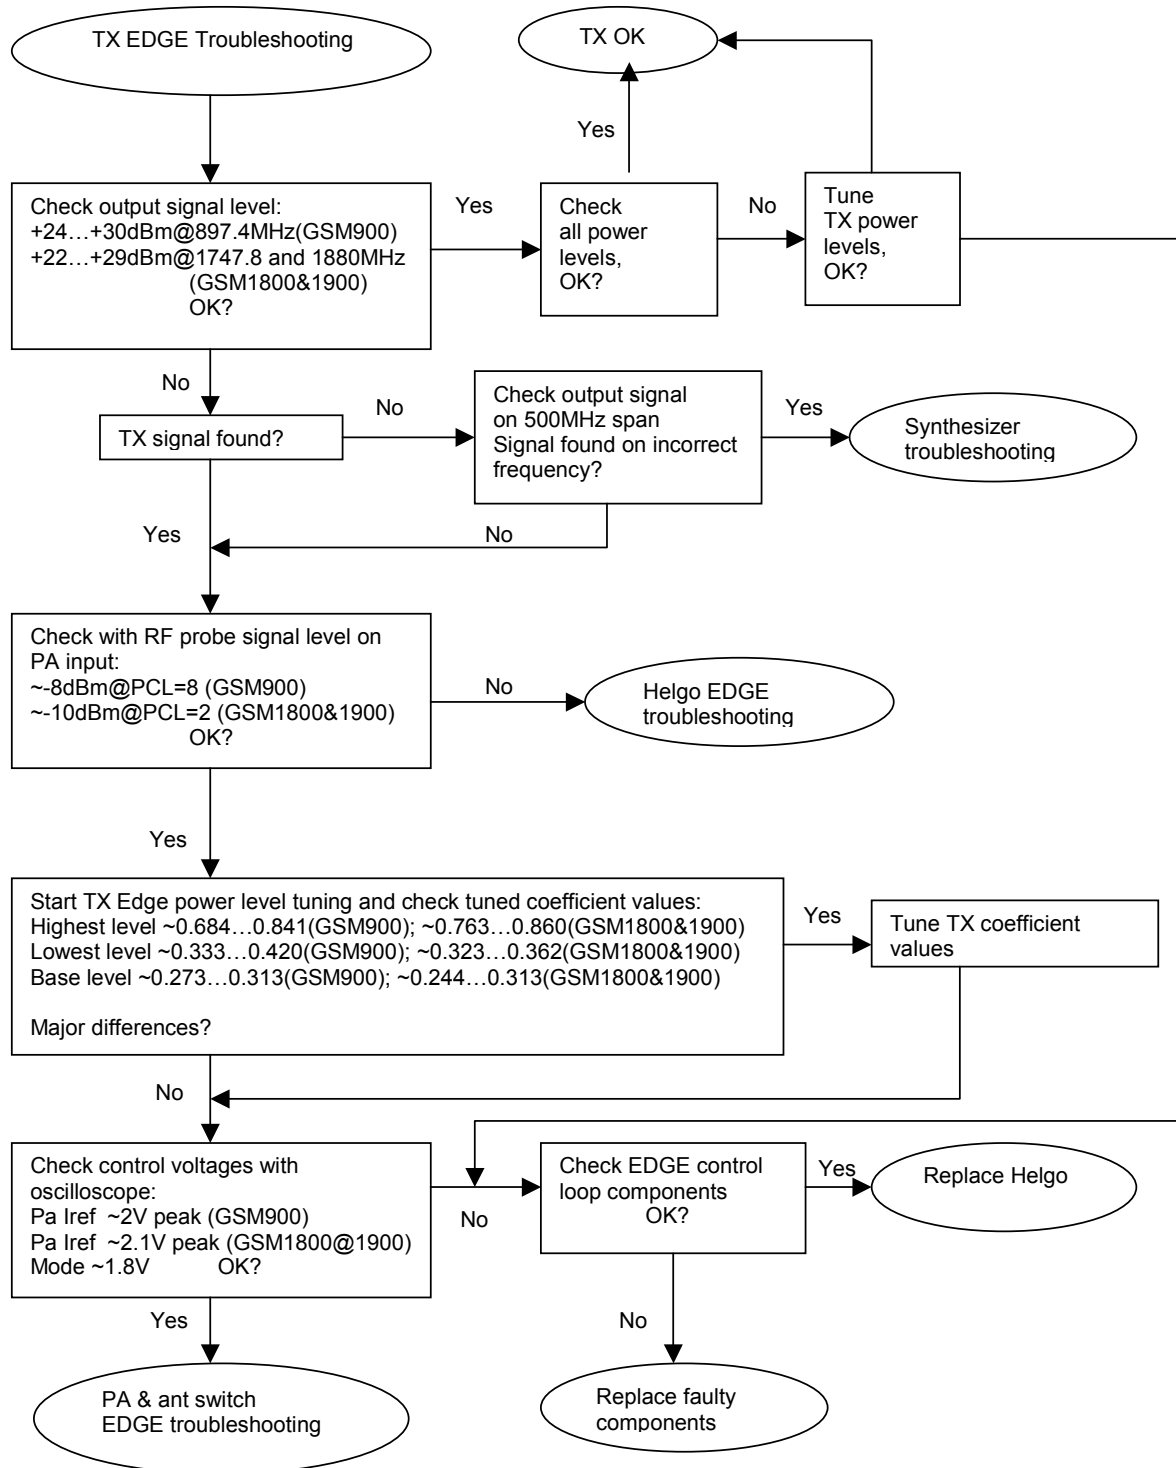 TX EDGE Troubleshooting
TX OK
Yes
Check output signal level:
+24…+30dBm@897.4MHz(GSM900)
+22…+29dBm@1747.8 and 1880MHz
(GSM1800&1900)
OK?
Yes
Check
all power
levels,
OK?
No
Tune
TX power
levels,
OK?
No
TX signal found?
No
Check output signal
on 500MHz span
Signal found on incorrect
frequency?
Yes
Synthesizer
troubleshooting
Yes
No
Check with RF probe signal level on
PA input:
~-8dBm@PCL=8 (GSM900)
~-10dBm@PCL=2 (GSM1800&1900)
OK?
No
Helgo EDGE
troubleshooting
Yes
Start TX Edge power level tuning and check tuned coefficient values:
Highest level ~0.684…0.841(GSM900); ~0.763…0.860(GSM1800&1900)
Lowest level ~0.333…0.420(GSM900); ~0.323…0.362(GSM1800&1900)
Base level ~0.273…0.313(GSM900); ~0.244…0.313(GSM1800&1900)
Major differences?
Yes
Tune TX coefficient
values
No
Check control voltages with
oscilloscope:
Pa Iref ~2V peak (GSM900)
Pa Iref ~2.1V peak (GSM1800@1900)
Mode ~1.8V OK?
No
Check EDGE control
loop components
OK?
Yes
Replace Helgo
Yes
No
PA & ant switch
EDGE troubleshooting
Replace faulty
components